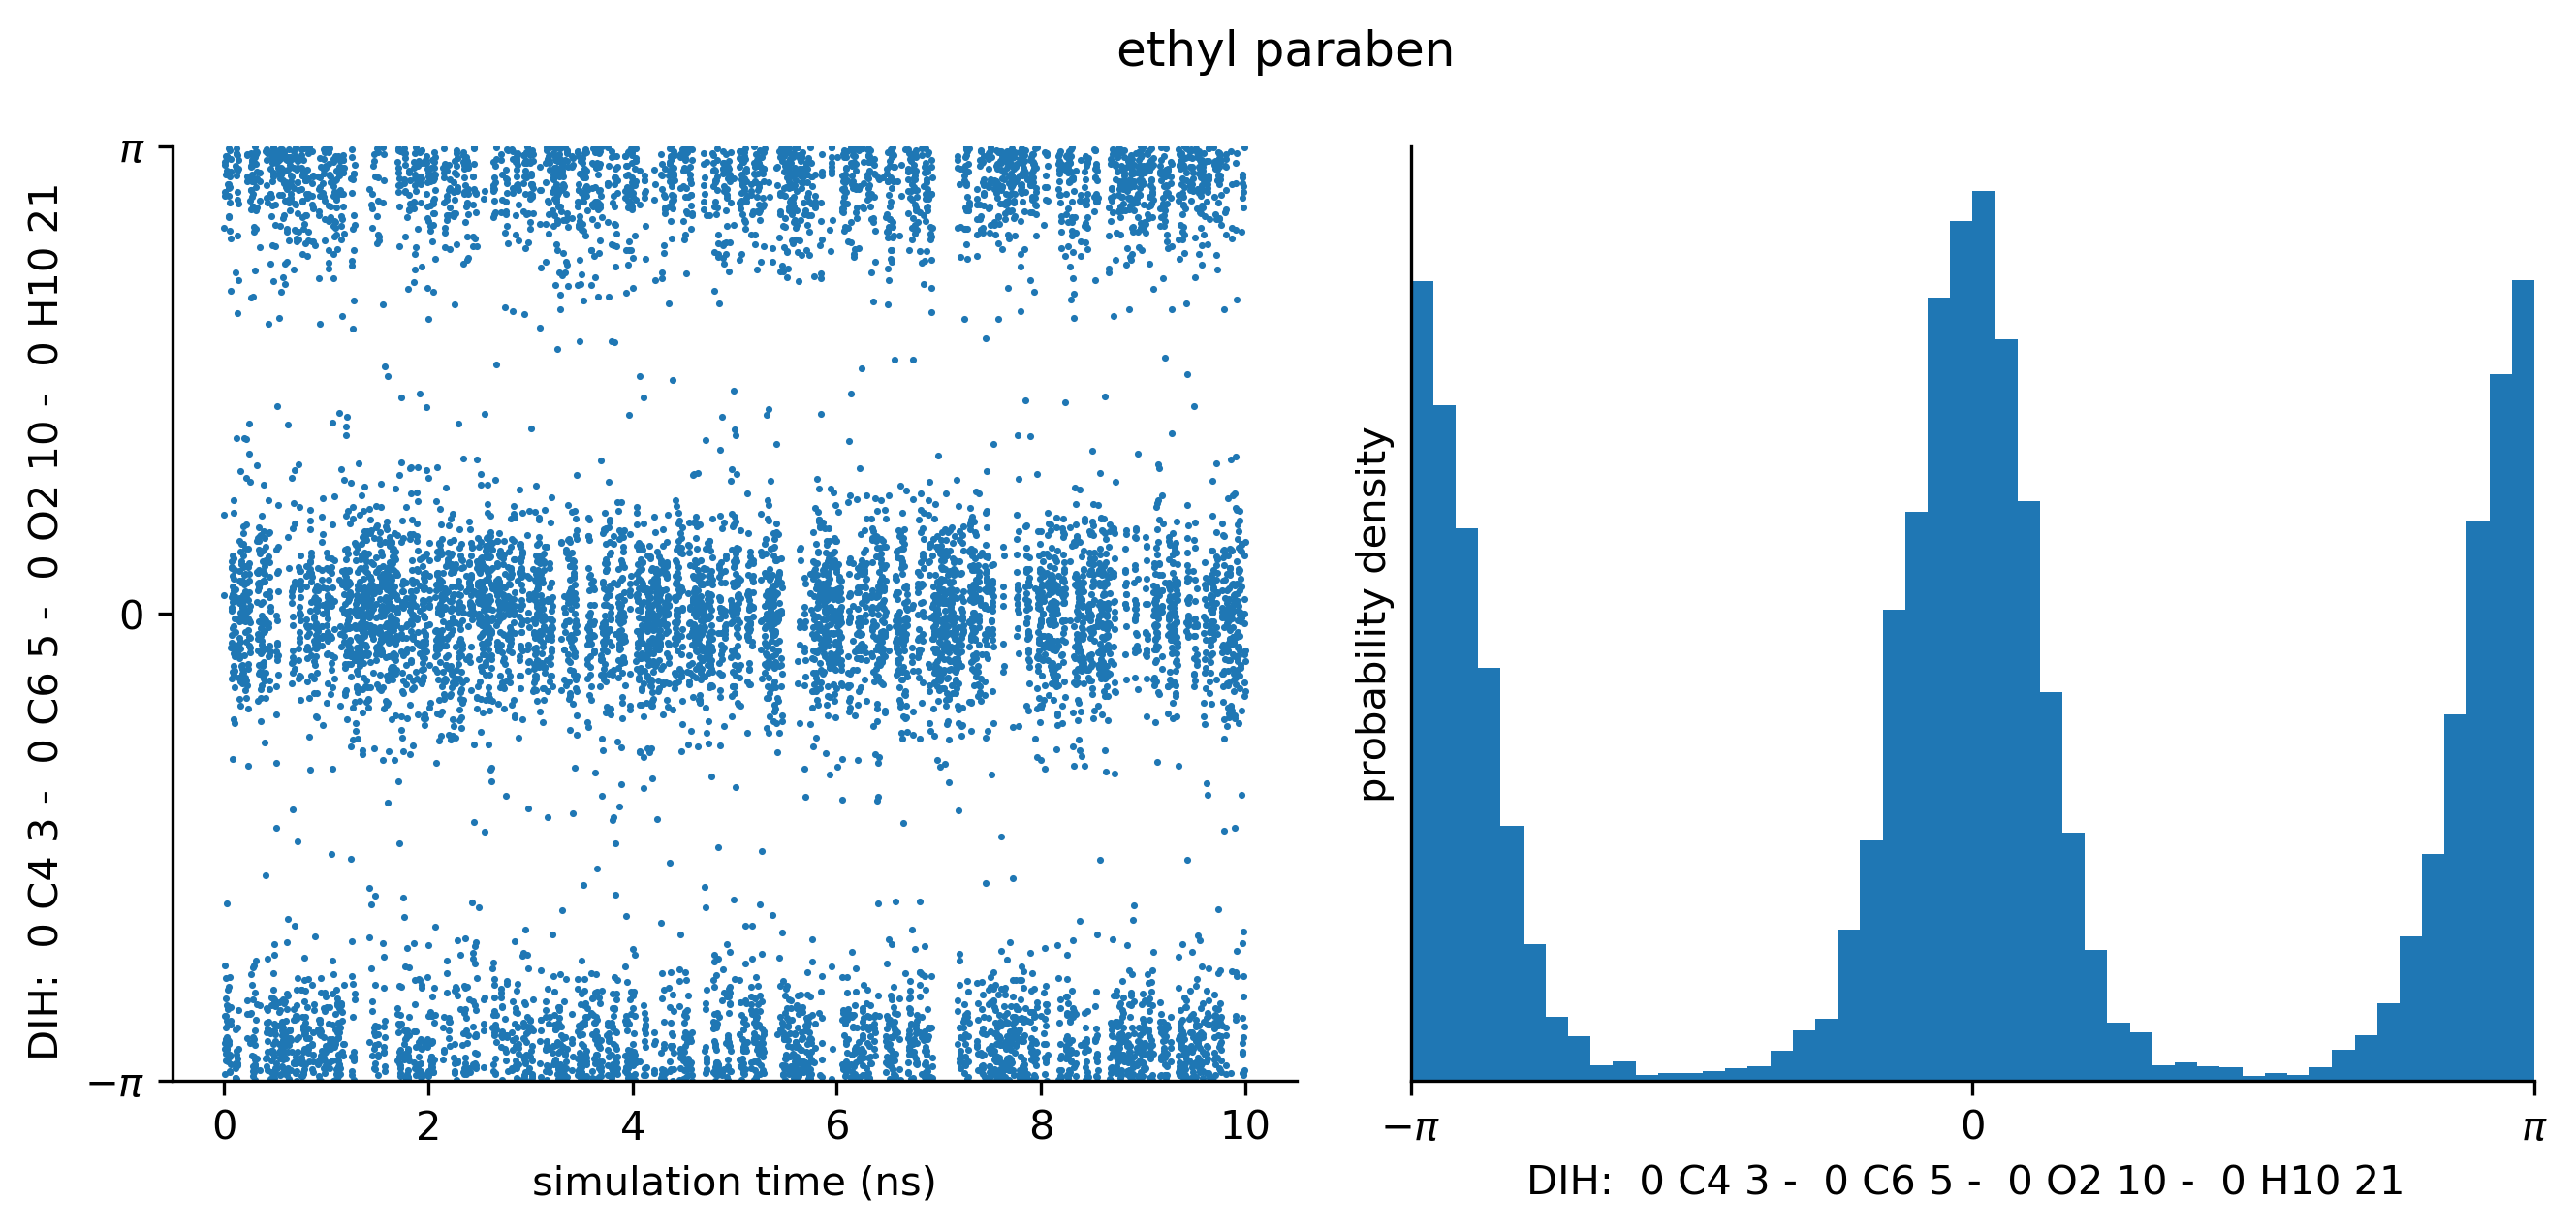 ethyl paraben
DIH:  0 C4 3 -  0 C6 5 -  0 O2 10 -  0 H10 21
π
0
−π
0 2 4 6 8 10
simulation time (ns)
probability density
−π 0 π
DIH:  0 C4 3 -  0 C6 5 -  0 O2 10 -  0 H10 21